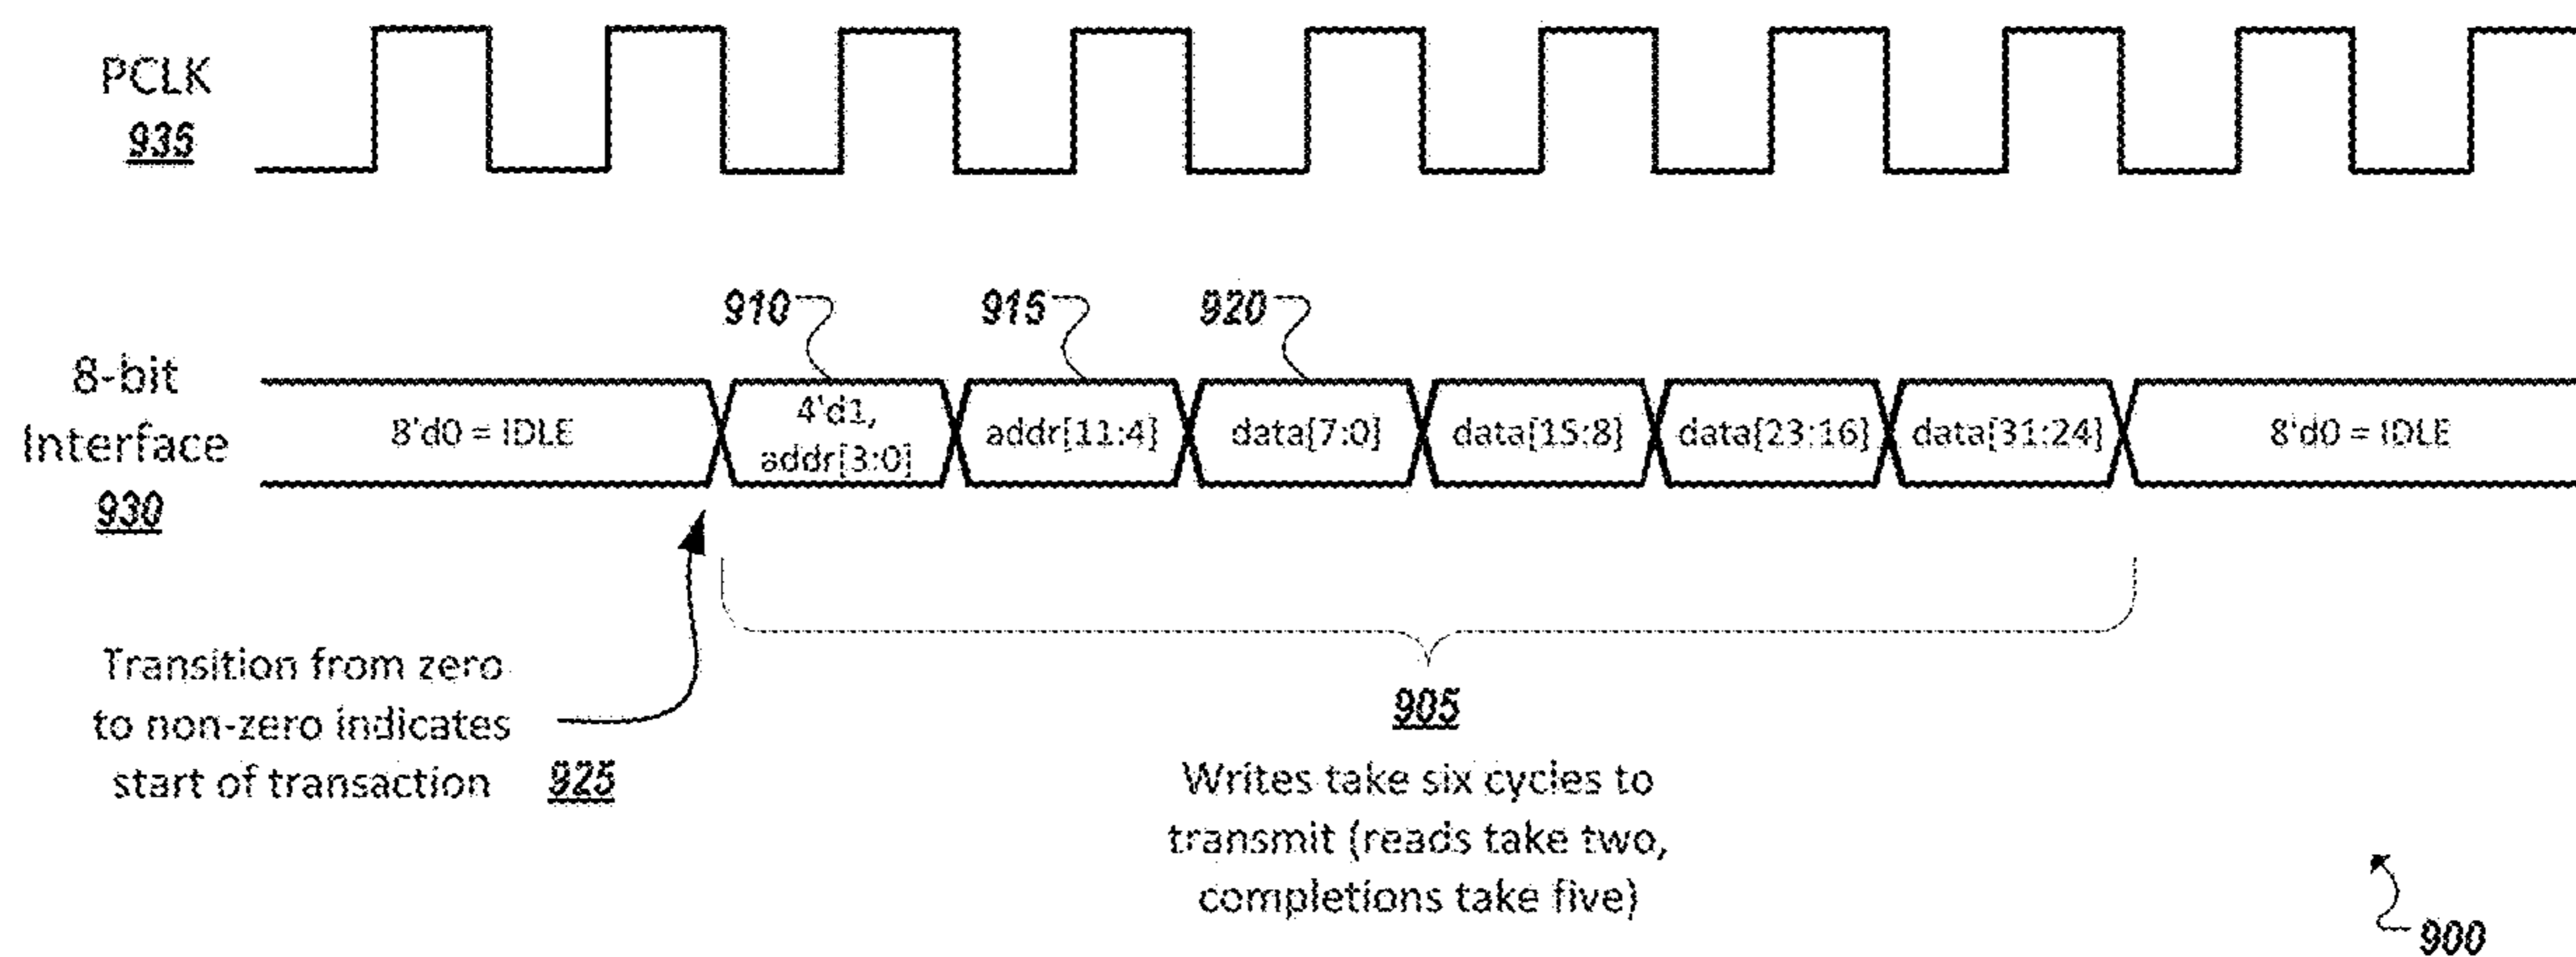 PCLK
935
910
915
920
8-bit
Interface
930
8'd0 = IDLE
4'd1,
addr[3:0]
addr[11:4]
data[7:0]
data[15:8]
data[23:16]
data[31:24]
8'd0 = IDLE
Transition from zero
to non-zero indicates
start of transaction
925
905
Writes take six cycles to
transmit (reads take two,
completions take five)
900